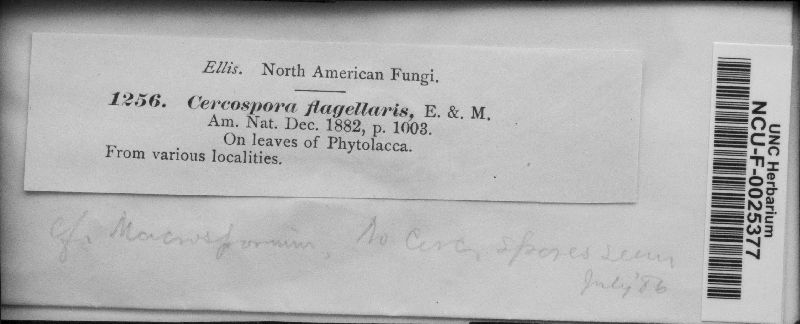 Ellis. North American Fungi.
1256. Cercospora flagellaris, E. & M.
Am. Nat. Dec. 1882, p. 1003.
On leaves of Phytolacca.
From various localities.
Cf. Macrosporium, No Cerc. spores seen
July '86
UNC Herbarium
NCU-F-0025377